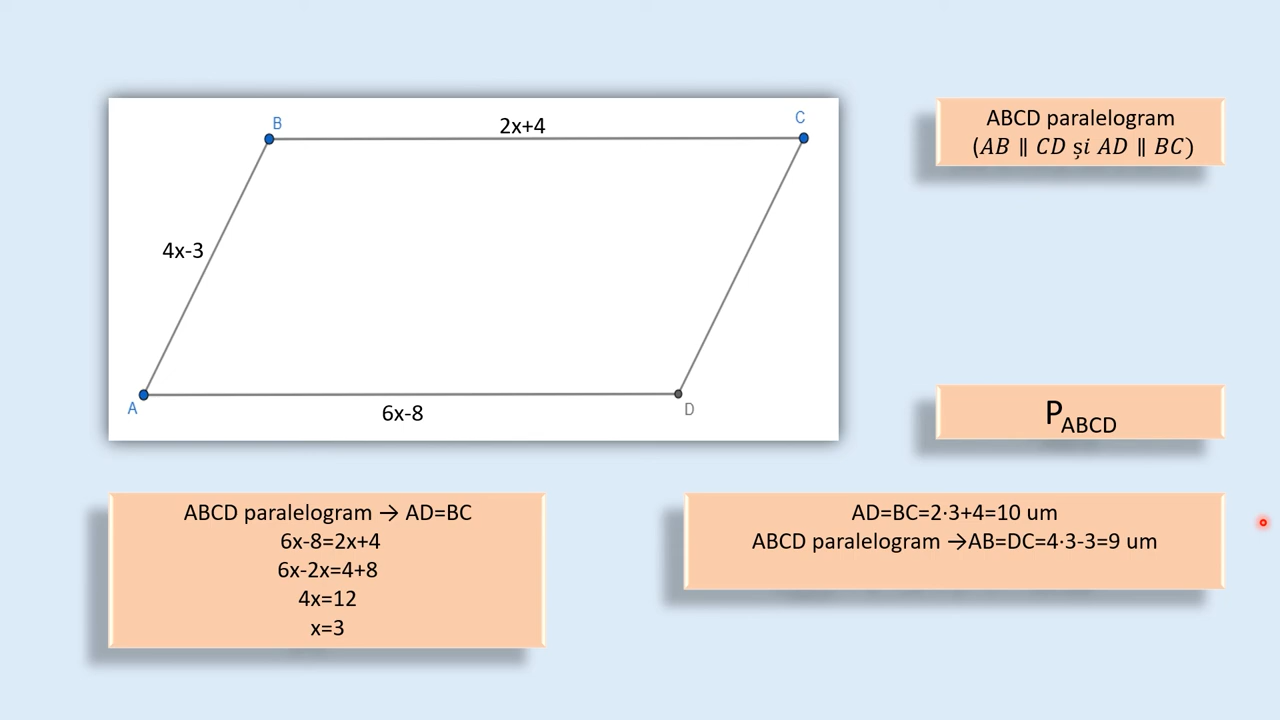 B
2x+4
C
4x-3
A
6x-8
D
ABCD paralelogram
(AB ∥ CD și AD ∥ BC)
P_ABCD
ABCD paralelogram → AD=BC
6x-8=2x+4
6x-2x=4+8
4x=12
x=3
AD=BC=2·3+4=10 um
ABCD paralelogram →AB=DC=4·3-3=9 um